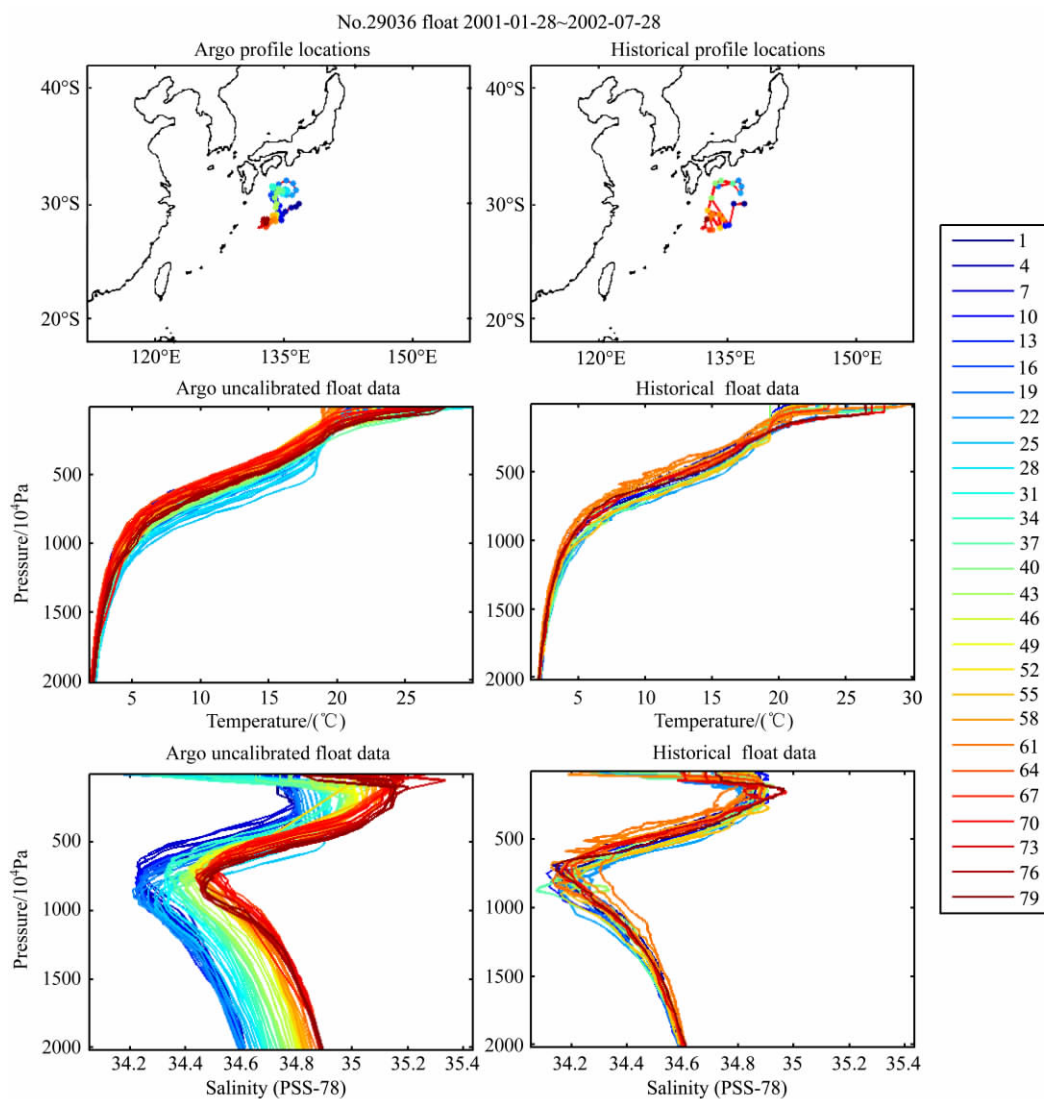 No.29036 float 2001-01-28~2002-07-28
Argo profile locations
40°S
30°S
20°S
120°E 135°E 150°E
Historical profile locations
40°S
30°S
20°S
120°E 135°E 150°E
Argo uncalibrated float data
Pressure/10⁴Pa
500
1000
1500
2000
5 10 15 20 25
Temperature/(℃)
Historical float data
500
1000
1500
2000
5 10 15 20 25 30
Temperature/(℃)
Argo uncalibrated float data
Pressure/10⁴Pa
500
1000
1500
2000
34.2 34.4 34.6 34.8 35 35.2 35.4
Salinity (PSS-78)
Historical float data
500
1000
1500
2000
34.2 34.4 34.6 34.8 35 35.2 35.4
Salinity (PSS-78)
1
4
7
10
13
16
19
22
25
28
31
34
37
40
43
46
49
52
55
58
61
64
67
70
73
76
79